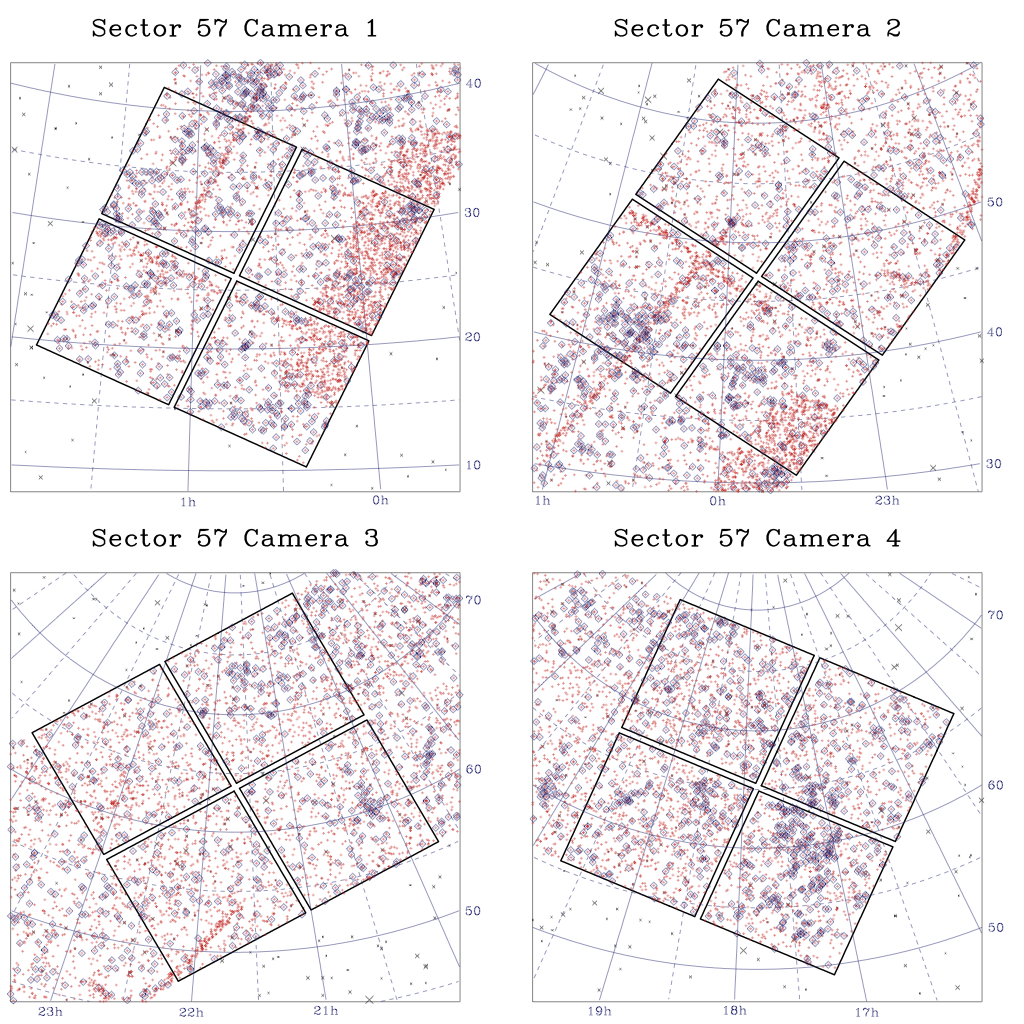 Sector 57 Camera 1
Sector 57 Camera 2
40
30
20
10
1h
0h
50
40
30
1h
0h
23h
Sector 57 Camera 3
Sector 57 Camera 4
70
60
50
23h
22h
21h
70
60
50
19h
18h
17h